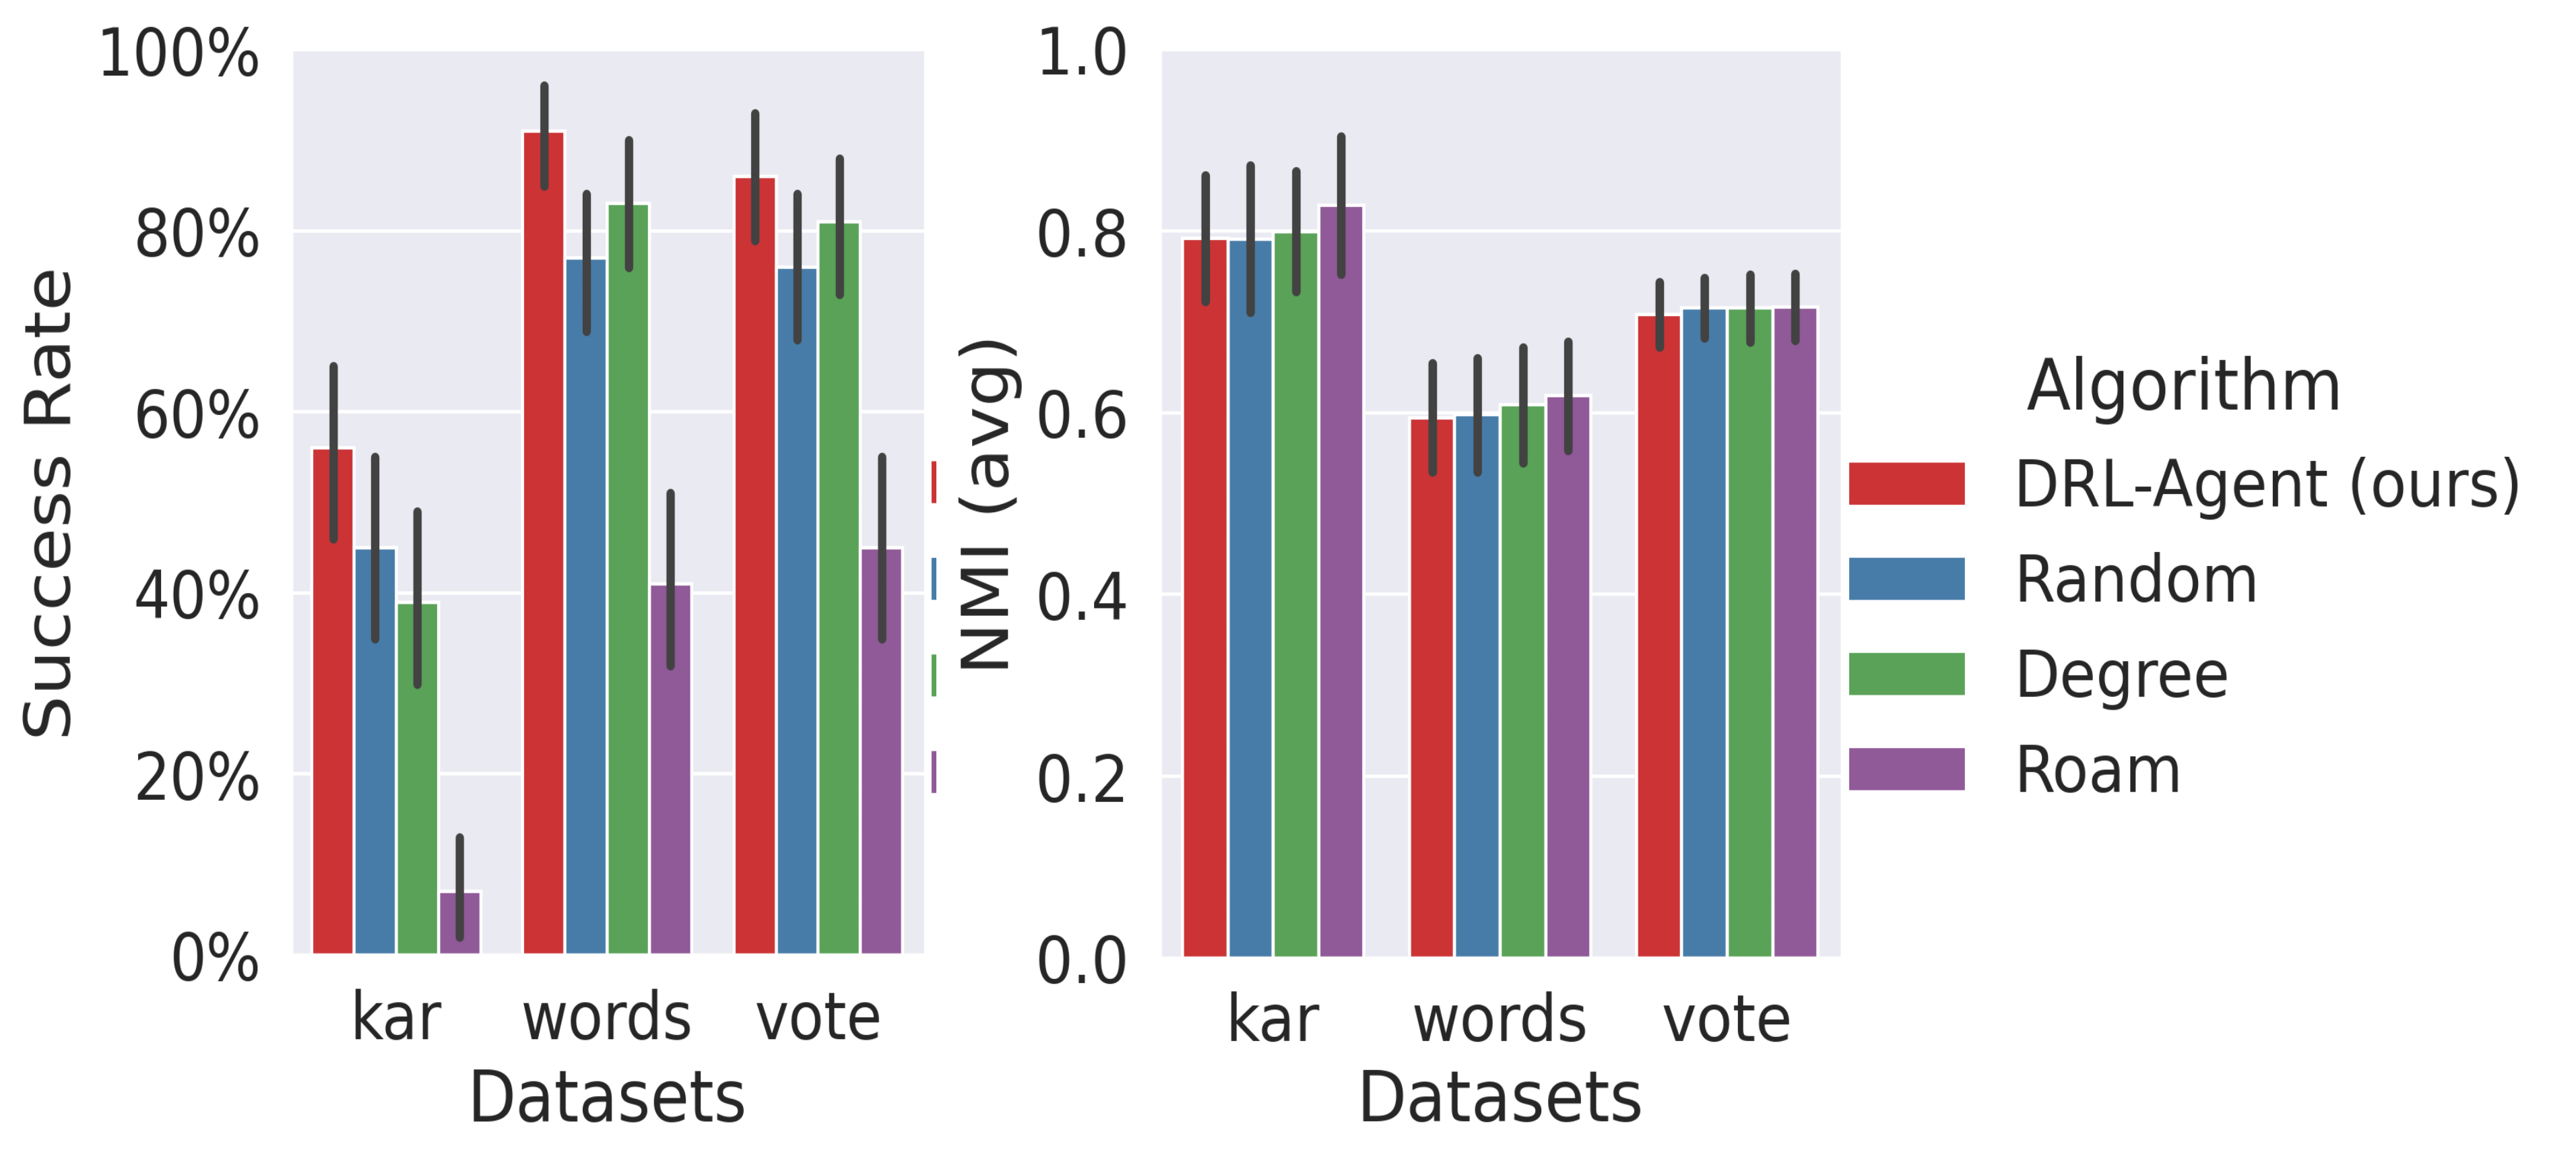 Success Rate
100%
80%
60%
40%
20%
0%
kar words vote
Datasets
NMI (avg)
1.0
0.8
0.6
0.4
0.2
0.0
kar words vote
Datasets
Algorithm
DRL-Agent (ours)
Random
Degree
Roam